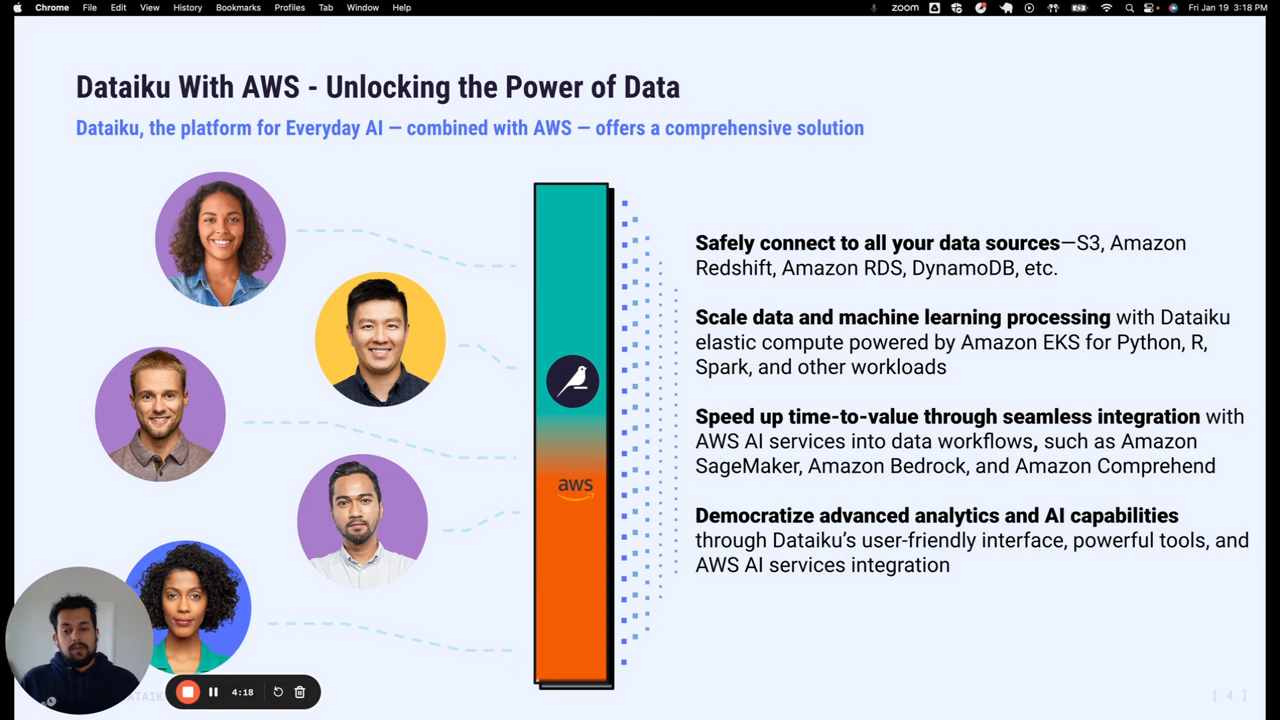 Chrome File Edit View History Bookmarks Profiles Tab Window Help zoom Fri Jan 19 3:18 PM
Dataiku With AWS - Unlocking the Power of Data
Dataiku, the platform for Everyday AI — combined with AWS — offers a comprehensive solution
Safely connect to all your data sources—S3, Amazon
Redshift, Amazon RDS, DynamoDB, etc.
Scale data and machine learning processing with Dataiku
elastic compute powered by Amazon EKS for Python, R,
Spark, and other workloads
Speed up time-to-value through seamless integration with
AWS AI services into data workflows, such as Amazon
SageMaker, Amazon Bedrock, and Amazon Comprehend
Democratize advanced analytics and AI capabilities
through Dataiku’s user-friendly interface, powerful tools, and
AWS AI services integration
aws
4:18
[ 4 ]